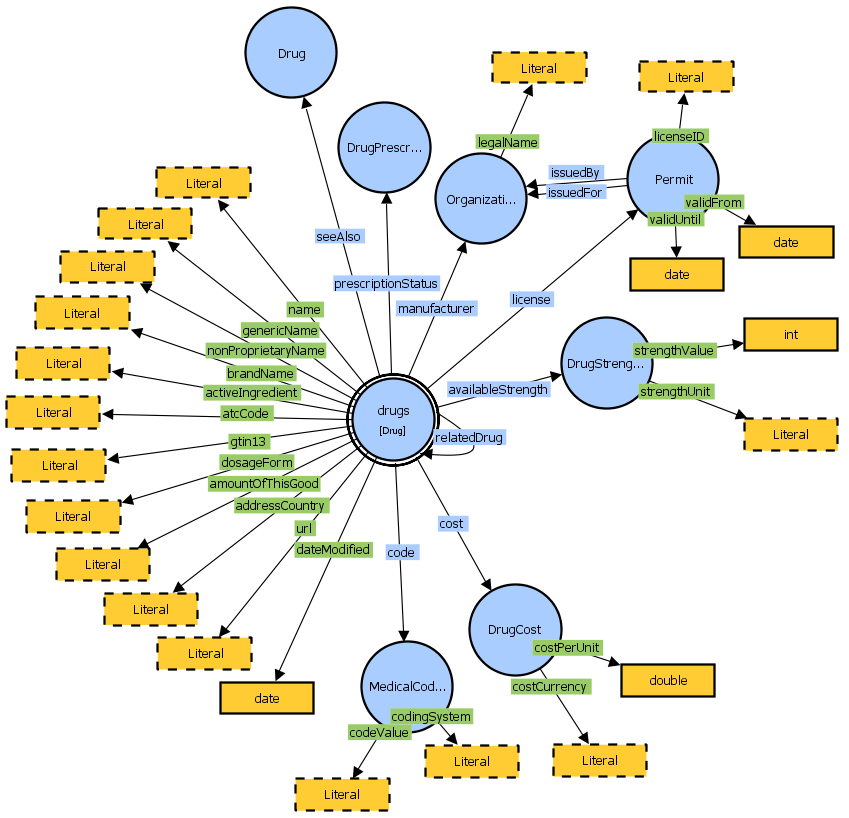 Drug
Literal
Literal
DrugPrescr...
legalName
licenseID
Literal
Organizati...
issuedBy
issuedFor
Permit
validFrom
validUntil
Literal
date
date
Literal
seeAlso
prescriptionStatus
manufacturer
license
Literal
name
genericName
nonProprietaryName
brandName
activeIngredient
atcCode
gtin13
dosageForm
amountOfThisGood
addressCountry
url
dateModified
Literal
Literal
Literal
Literal
Literal
Literal
Literal
Literal
date
drugs
[Drug]
availableStrength
relatedDrug
DrugStreng...
strengthValue
int
strengthUnit
Literal
code
cost
DrugCost
costPerUnit
double
costCurrency
Literal
MedicalCod...
codingSystem
codeValue
Literal
Literal